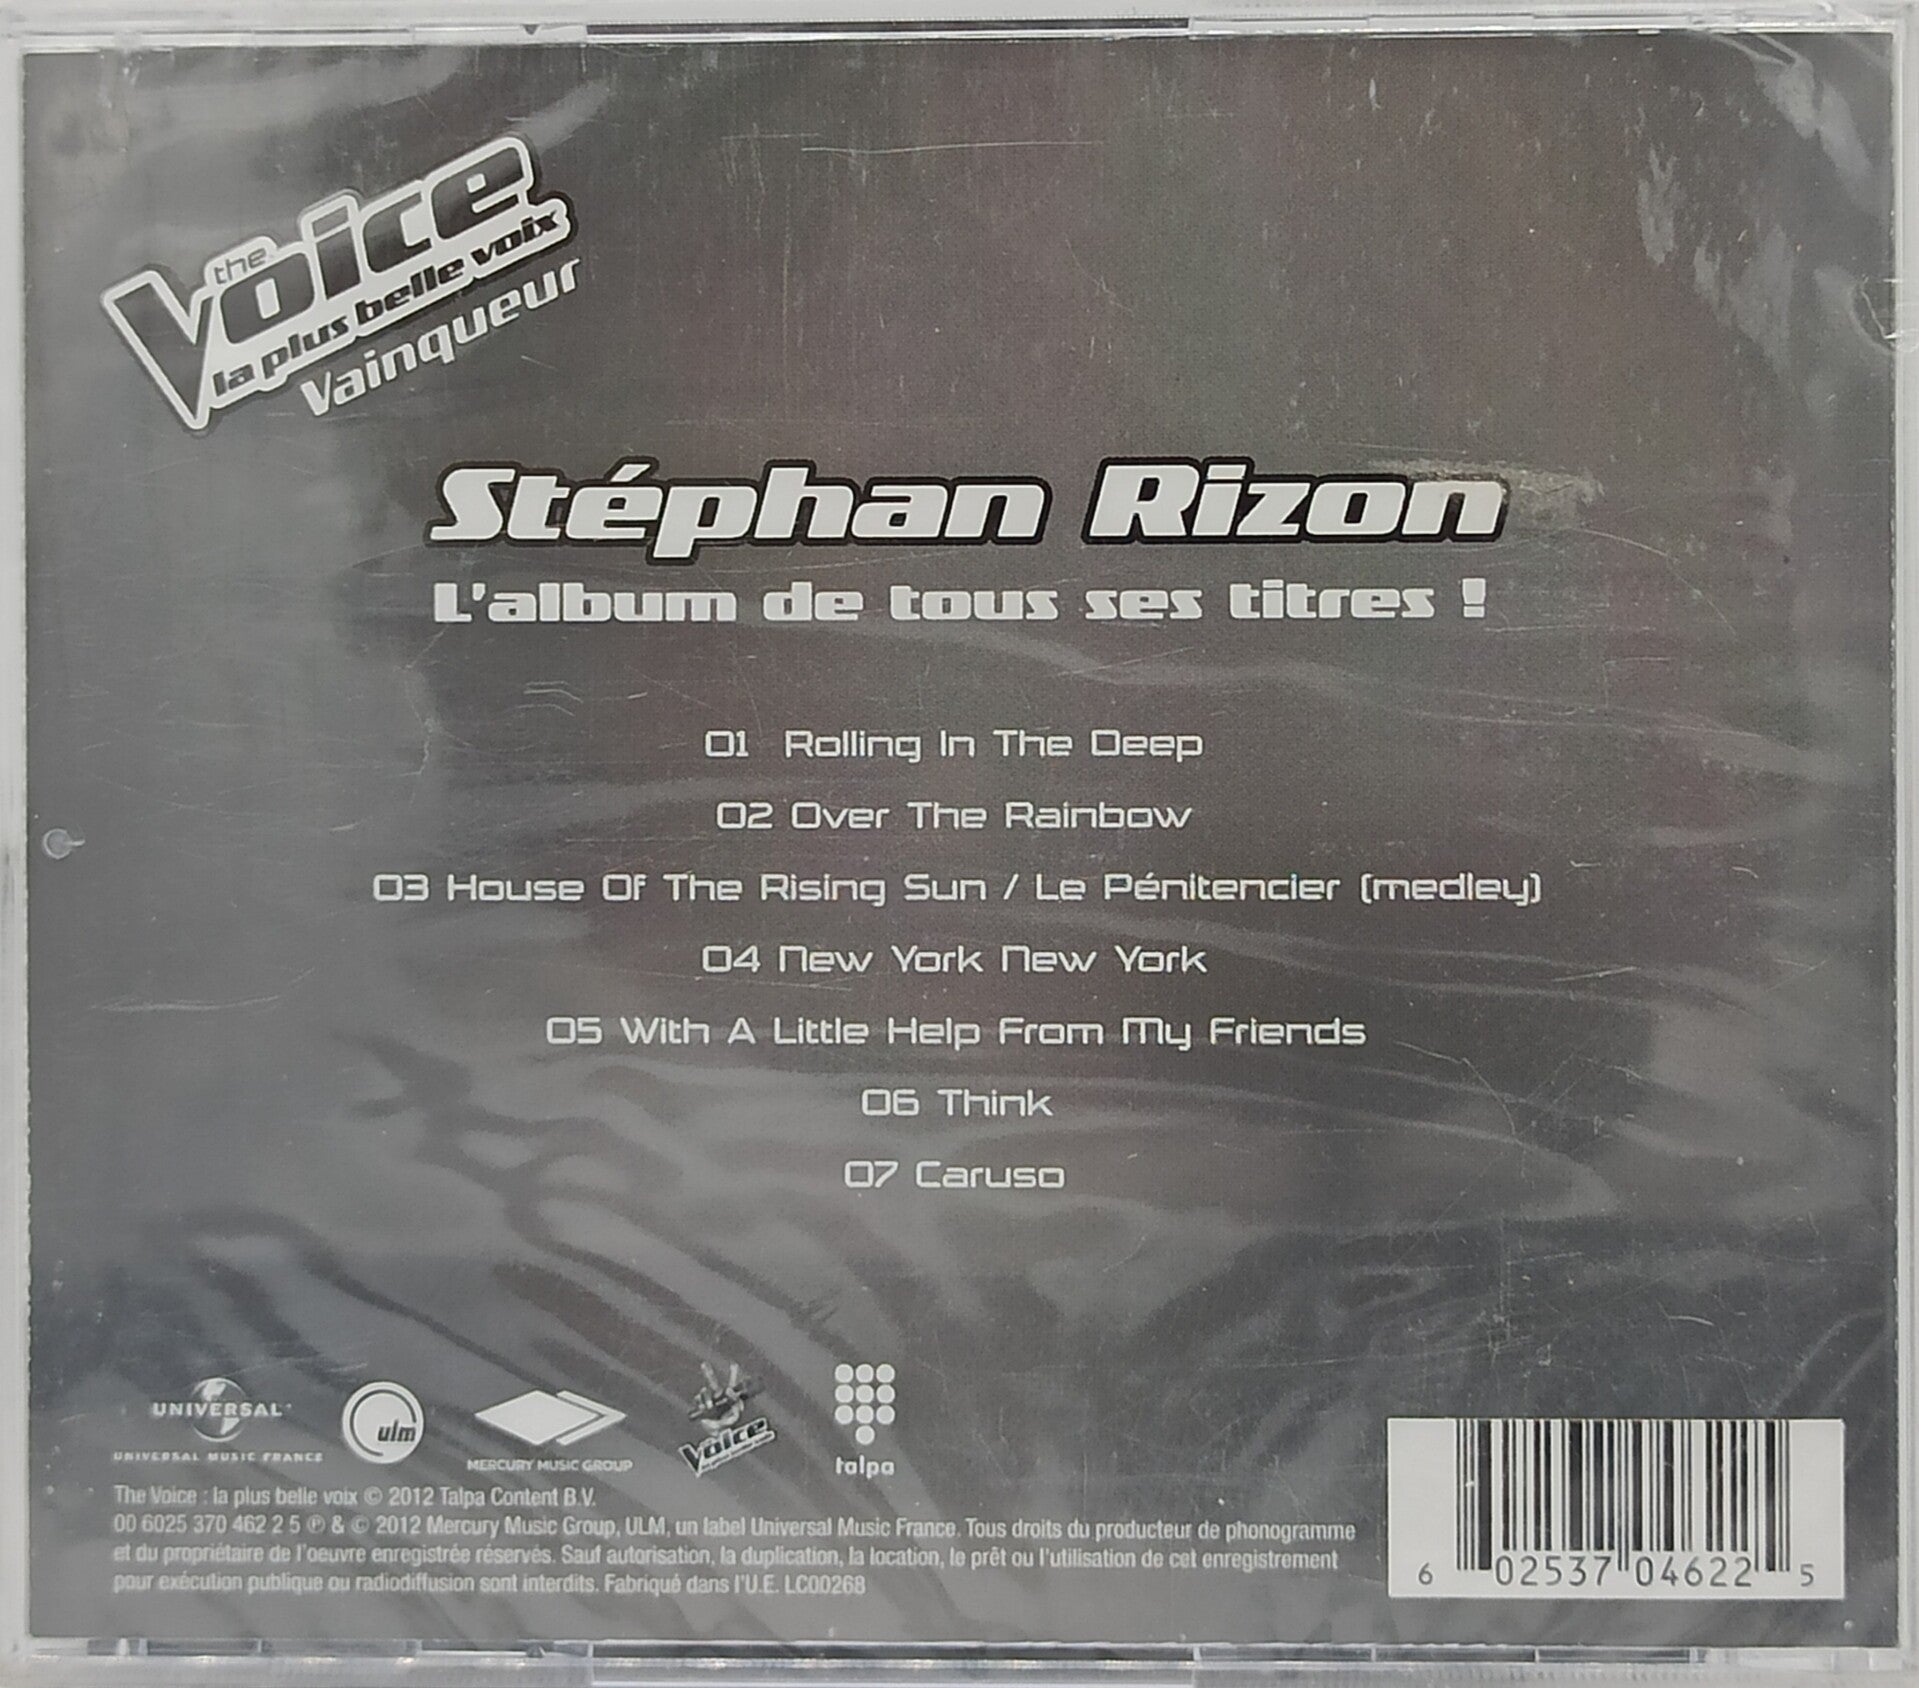 the Voice
la plus belle voix
Vainqueur
Stéphan Rizon
L'album de tous ses titres !
01 Rolling In The Deep
02 Over The Rainbow
03 House Of The Rising Sun / Le Pénitencier (medley)
04 New York New York
05 With A Little Help From My Friends
06 Think
07 Caruso
UNIVERSAL
UNIVERSAL MUSIC FRANCE
ulm
MERCURY MUSIC GROUP
the Voice
talpa
The Voice : la plus belle voix © 2012 Talpa Content B.V.
00 6025 370 462 2 5 ℗ & © 2012 Mercury Music Group, ULM, un label Universal Music France. Tous droits du producteur de phonogramme
et du propriétaire de l'oeuvre enregistrée réservés. Sauf autorisation, la duplication, la location, le prêt ou l'utilisation de cet enregistrement
pour exécution publique ou radiodiffusion sont interdits. Fabriqué dans l'U.E. LC00268
6 02537 04622 5